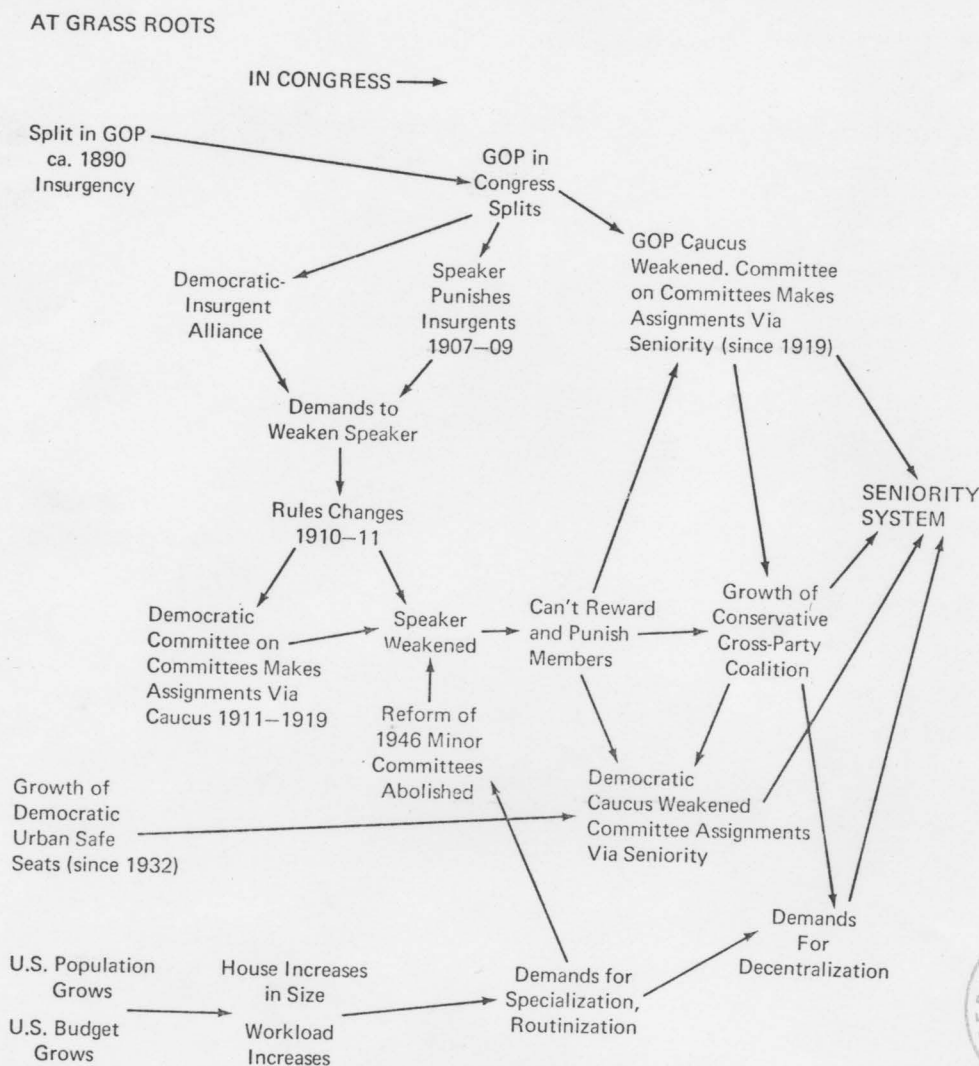 AT GRASS ROOTS
IN CONGRESS
Split in GOP
ca. 1890
Insurgency
GOP in
Congress
Splits
GOP Caucus
Weakened. Committee
on Committees Makes
Assignments Via
Seniority (since 1919)
Democratic-
Insurgent
Alliance
Speaker
Punishes
Insurgents
1907–09
Demands to
Weaken Speaker
Rules Changes
1910–11
SENIORITY
SYSTEM
Democratic
Committee on
Committees Makes
Assignments Via
Caucus 1911–1919
Speaker
Weakened
Can't Reward
and Punish
Members
Growth of
Conservative
Cross-Party
Coalition
Reform of
1946 Minor
Committees
Abolished
Growth of
Democratic
Urban Safe
Seats (since 1932)
Democratic
Caucus Weakened
Committee Assignments
Via Seniority
Demands
For
Decentralization
U.S. Population
Grows
U.S. Budget
Grows
House Increases
in Size
Workload
Increases
Demands for
Specialization,
Routinization